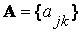 A = {a_jk}